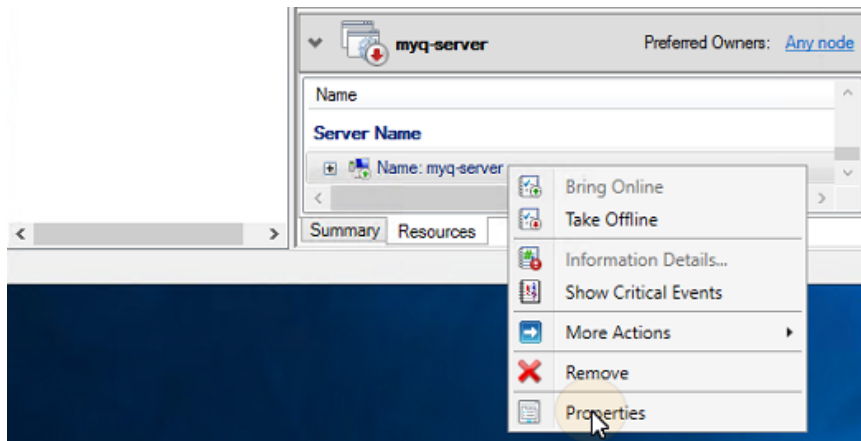 myq-server Preferred Owners: Any node
Name
Server Name
Name: myq-server
Bring Online
Take Offline
Summary Resources
Information Details...
Show Critical Events
More Actions
Remove
Properties